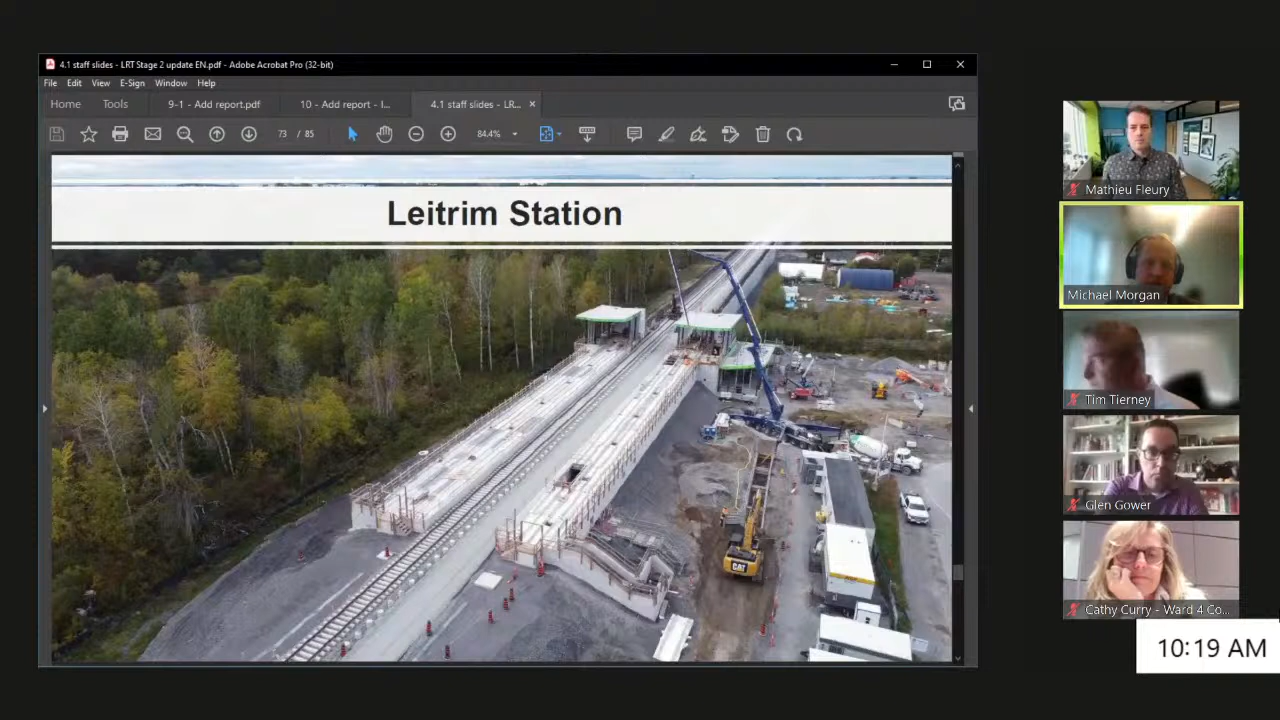 4.1 staff slides - LRT Stage 2 update EN.pdf - Adobe Acrobat Pro (32-bit)
File Edit View E-Sign Window Help
Home Tools 9-1 - Add report.pdf 10 - Add report - I... 4.1 staff slides - LR... ×
73 / 85 84.4%
Leitrim Station
CAT
Mathieu Fleury
Michael Morgan
Tim Tierney
Glen Gower
Cathy Curry - Ward 4 Co...
10:19 AM